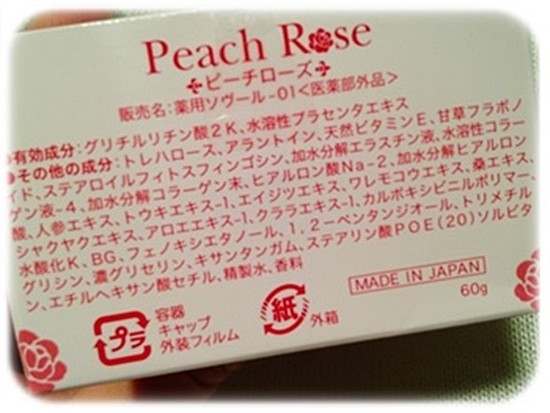 Peach Rose
ピーチローズ
販売名:薬用ソヴール-01<医薬部外品>
●有効成分:グリチルリチン酸2K、水溶性プラセンタエキス
●その他の成分:トレハロース、アラントイン、天然ビタミンE、甘草フラボノ
イド、ステアロイルフィトスフィンゴシン、加水分解エラスチン液、水溶性コラー
ゲン液-4、加水分解コラーゲン末、ヒアルロン酸Na-2、加水分解ヒアルロン
酸、人参エキス、トウキエキス-1、エイジツエキス、ワレモコウエキス、桑エキス、
シャクヤクエキス、アロエエキス-1、クララエキス-1、カルボキシビニルポリマー、
水酸化K、BG、フェノキシエタノール、1,2-ペンタンジオール、トリメチル
グリシン、濃グリセリン、キサンタンガム、ステアリン酸POE(20)ソルビタ
ン、エチルヘキサン酸セチル、精製水、香料
MADE IN JAPAN
60g
プラ
容器
キャップ
外装フィルム
紙
外箱